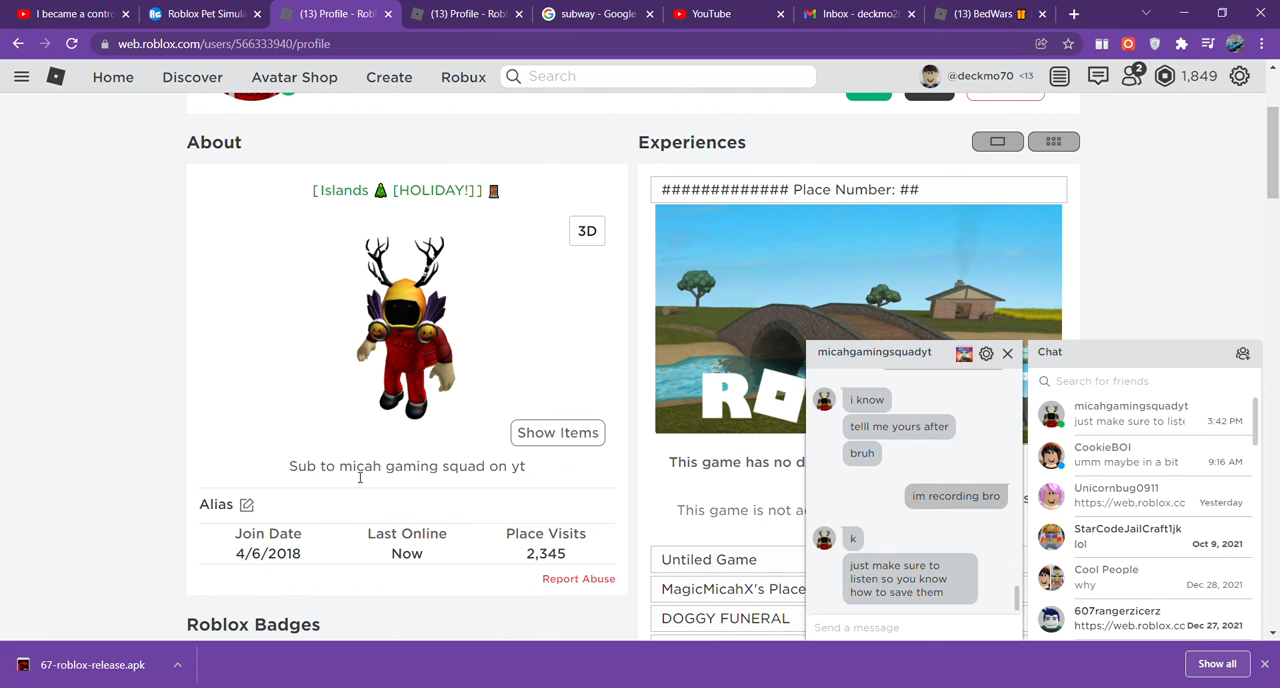 I became a contro
Roblox Pet Simula
(13) Profile - Rob
(13) Profile - Rob
subway - Google
YouTube
Inbox - deckmo2
(13) BedWars
web.roblox.com/users/566333940/profile
Home
Discover
Avatar Shop
Create
Robux
Search
@deckmo70 <13
2
1,849
About
[Islands 🎄 [HOLIDAY!]] 🚪
3D
Show Items
Sub to micah gaming squad on yt
Alias
Join Date Last Online Place Visits
4/6/2018 Now 2,345
Report Abuse
Roblox Badges
Experiences
############# Place Number: ##
RO
This game has no d
This game is not a
Untiled Game
MagicMicahX's Place
DOGGY FUNERAL
micahgamingsquadyt
i know
telll me yours after
bruh
im recording bro
k
just make sure to
listen so you know
how to save them
Send a message
Chat
Search for friends
micahgamingsquadyt
just make sure to liste 3:42 PM
CookieBOI
umm maybe in a bit 9:16 AM
Unicornbug0911
https://web.roblox.cc Yesterday
StarCodeJailCraft1jk
lol Oct 9, 2021
Cool People
why Dec 28, 2021
607rangerzicerz
https://web.roblox.cc Dec 27, 2021
67-roblox-release.apk
Show all